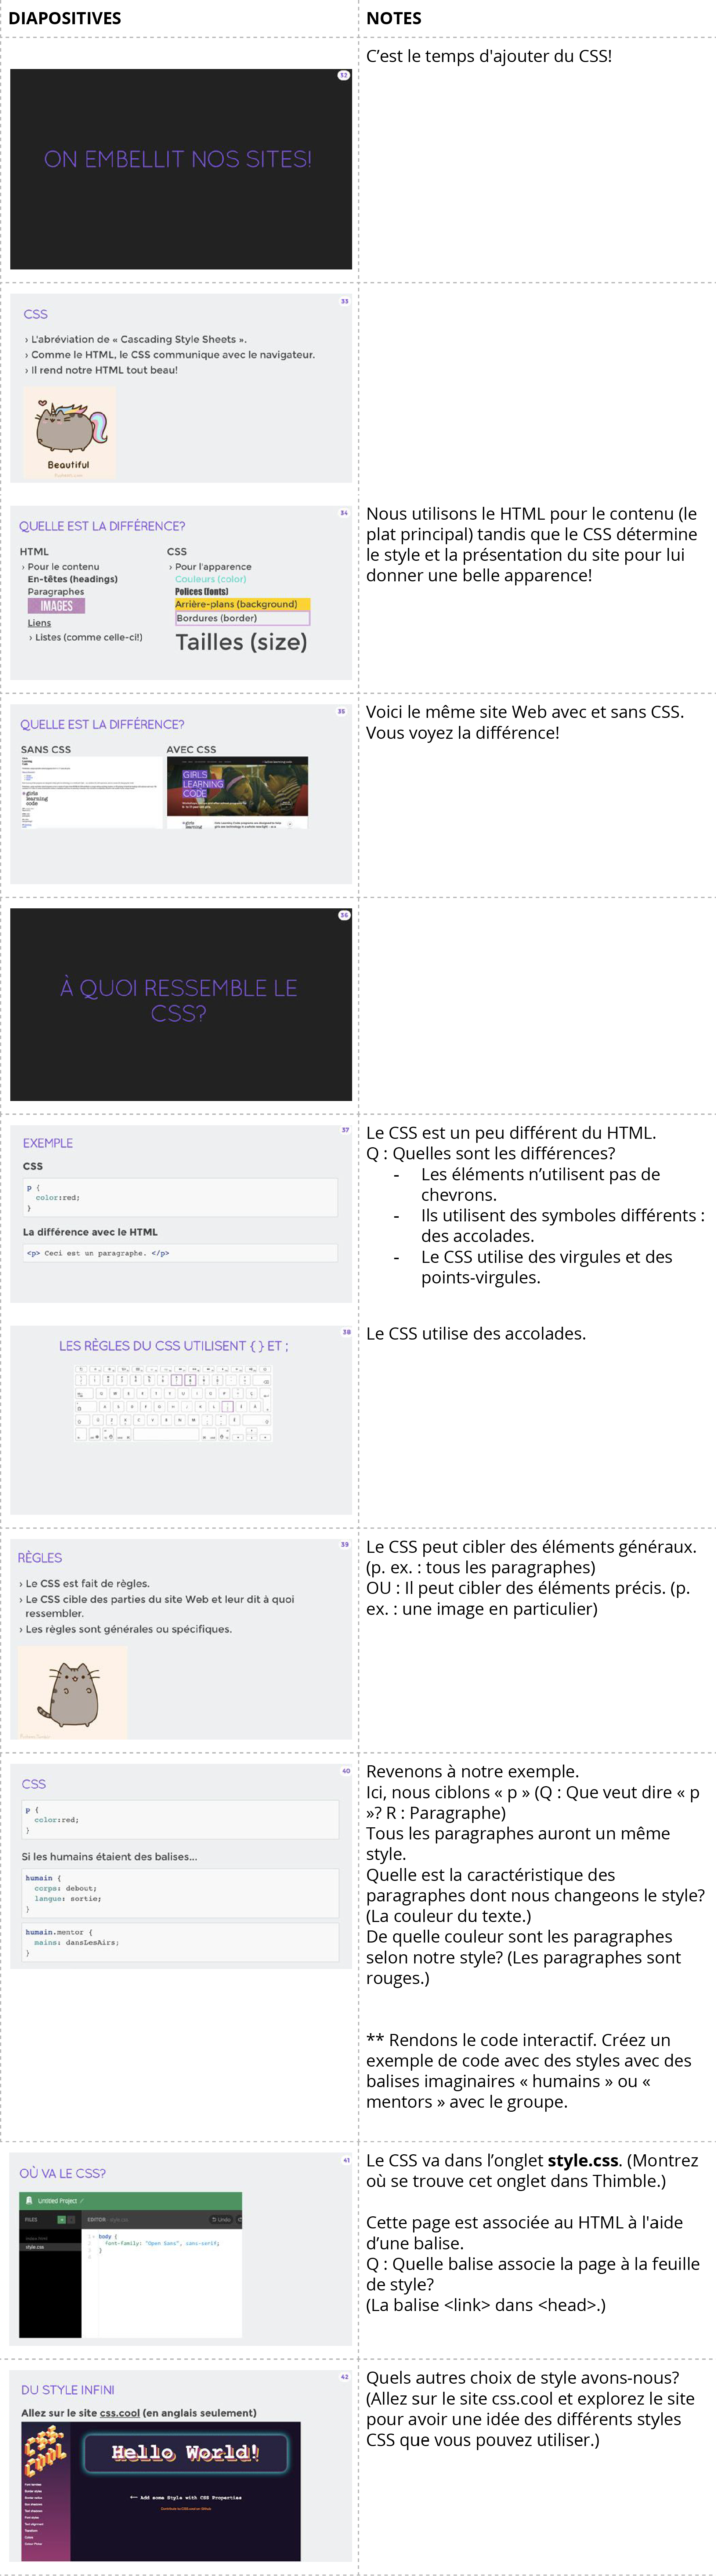 DIAPOSITIVES
NOTES
32
ON EMBELLIT NOS SITES!
C’est le temps d'ajouter du CSS!
33
CSS
› L'abréviation de « Cascading Style Sheets ».
› Comme le HTML, le CSS communique avec le navigateur.
› Il rend notre HTML tout beau!
Beautiful
34
QUELLE EST LA DIFFÉRENCE?
HTML
› Pour le contenu
En-têtes (headings)
Paragraphes
IMAGES
Liens
› Listes (comme celle-ci!)
CSS
› Pour l'apparence
Couleurs (color)
Polices (fonts)
Arrière-plans (background)
Bordures (border)
Tailles (size)
Nous utilisons le HTML pour le contenu (le
plat principal) tandis que le CSS détermine
le style et la présentation du site pour lui
donner une belle apparence!
35
QUELLE EST LA DIFFÉRENCE?
SANS CSS
AVEC CSS
girls
learning
code
GIRLS
LEARNING
CODE
Voici le même site Web avec et sans CSS.
Vous voyez la différence!
36
À QUOI RESSEMBLE LE
CSS?
37
EXEMPLE
CSS
p {
color:red;
}
La différence avec le HTML
<p> Ceci est un paragraphe. </p>
Le CSS est un peu différent du HTML.
Q : Quelles sont les différences?
- Les éléments n’utilisent pas de
chevrons.
- Ils utilisent des symboles différents :
des accolades.
- Le CSS utilise des virgules et des
points-virgules.
38
LES RÈGLES DU CSS UTILISENT { } ET ;
Le CSS utilise des accolades.
39
RÈGLES
› Le CSS est fait de règles.
› Le CSS cible des parties du site Web et leur dit à quoi
ressembler.
› Les règles sont générales ou spécifiques.
Le CSS peut cibler des éléments généraux.
(p. ex. : tous les paragraphes)
OU : Il peut cibler des éléments précis. (p.
ex. : une image en particulier)
40
CSS
p {
color:red;
}
Si les humains étaient des balises...
humain {
corps: debout;
langue: sortie;
}
humain.mentor {
mains: dansLesAirs;
}
Revenons à notre exemple.
Ici, nous ciblons « p » (Q : Que veut dire « p
»? R : Paragraphe)
Tous les paragraphes auront un même
style.
Quelle est la caractéristique des
paragraphes dont nous changeons le style?
(La couleur du texte.)
De quelle couleur sont les paragraphes
selon notre style? (Les paragraphes sont
rouges.)
** Rendons le code interactif. Créez un
exemple de code avec des styles avec des
balises imaginaires « humains » ou «
mentors » avec le groupe.
41
OÙ VA LE CSS?
Untitled Project
FILES
EDITOR
Undo
index.html
style.css
1 body {
2 font-family: "Open Sans", sans-serif;
3 }
4
Le CSS va dans l’onglet style.css. (Montrez
où se trouve cet onglet dans Thimble.)
Cette page est associée au HTML à l'aide
d’une balise.
Q : Quelle balise associe la page à la feuille
de style?
(La balise <link> dans <head>.)
42
DU STYLE INFINI
Allez sur le site css.cool (en anglais seulement)
CSS
COOL
Hello World!
← Add some Style with CSS Properties
Quels autres choix de style avons-nous?
(Allez sur le site css.cool et explorez le site
pour avoir une idée des différents styles
CSS que vous pouvez utiliser.)